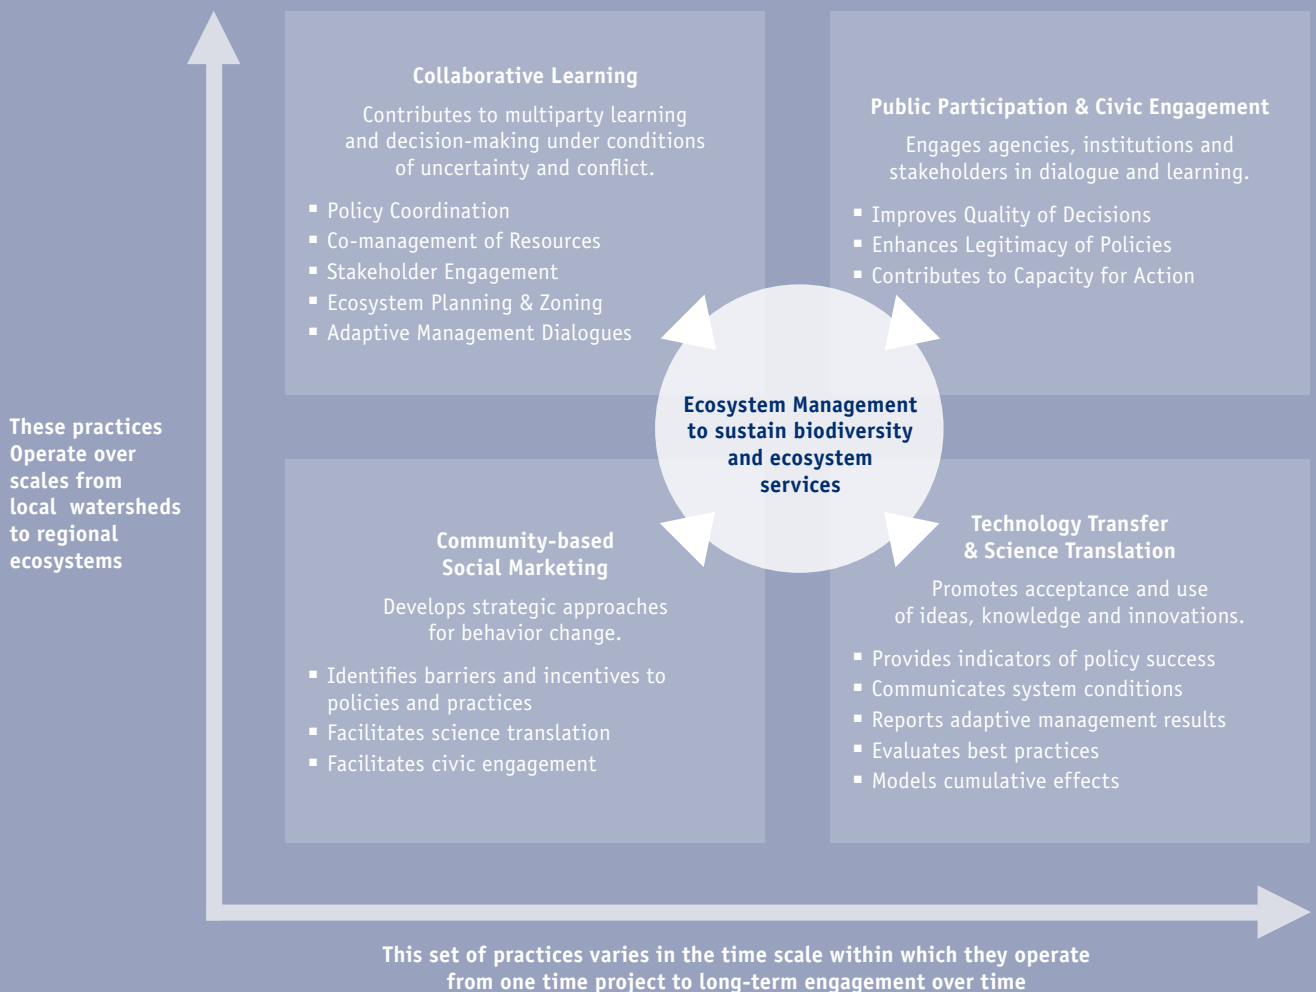 Collaborative Learning
Contributes to multiparty learning
and decision-making under conditions
of uncertainty and conflict.
▪ Policy Coordination
▪ Co-management of Resources
▪ Stakeholder Engagement
▪ Ecosystem Planning & Zoning
▪ Adaptive Management Dialogues
Public Participation & Civic Engagement
Engages agencies, institutions and
stakeholders in dialogue and learning.
▪ Improves Quality of Decisions
▪ Enhances Legitimacy of Policies
▪ Contributes to Capacity for Action
Ecosystem Management
to sustain biodiversity
and ecosystem
services
These practices
Operate over
scales from
local watersheds
to regional
ecosystems
Community-based
Social Marketing
Develops strategic approaches
for behavior change.
▪ Identifies barriers and incentives to
policies and practices
▪ Facilitates science translation
▪ Facilitates civic engagement
Technology Transfer
& Science Translation
Promotes acceptance and use
of ideas, knowledge and innovations.
▪ Provides indicators of policy success
▪ Communicates system conditions
▪ Reports adaptive management results
▪ Evaluates best practices
▪ Models cumulative effects
This set of practices varies in the time scale within which they operate
from one time project to long-term engagement over time